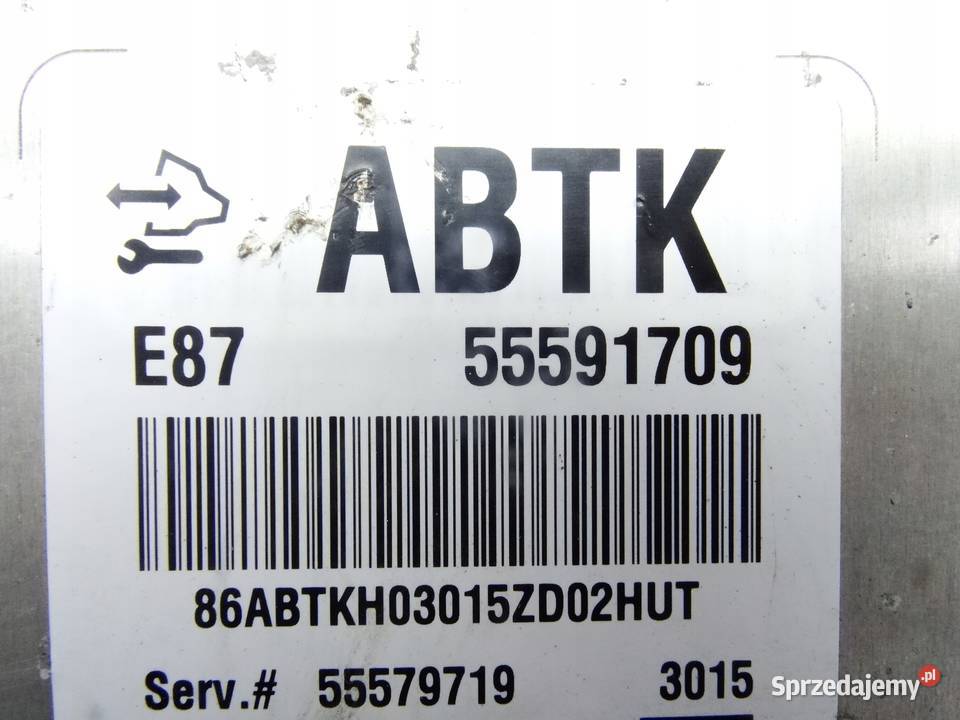 ABTK
E87 55591709
86ABTKH03015ZD02HUT
Serv.# 55579719 3015
Sprzedajemy.pl